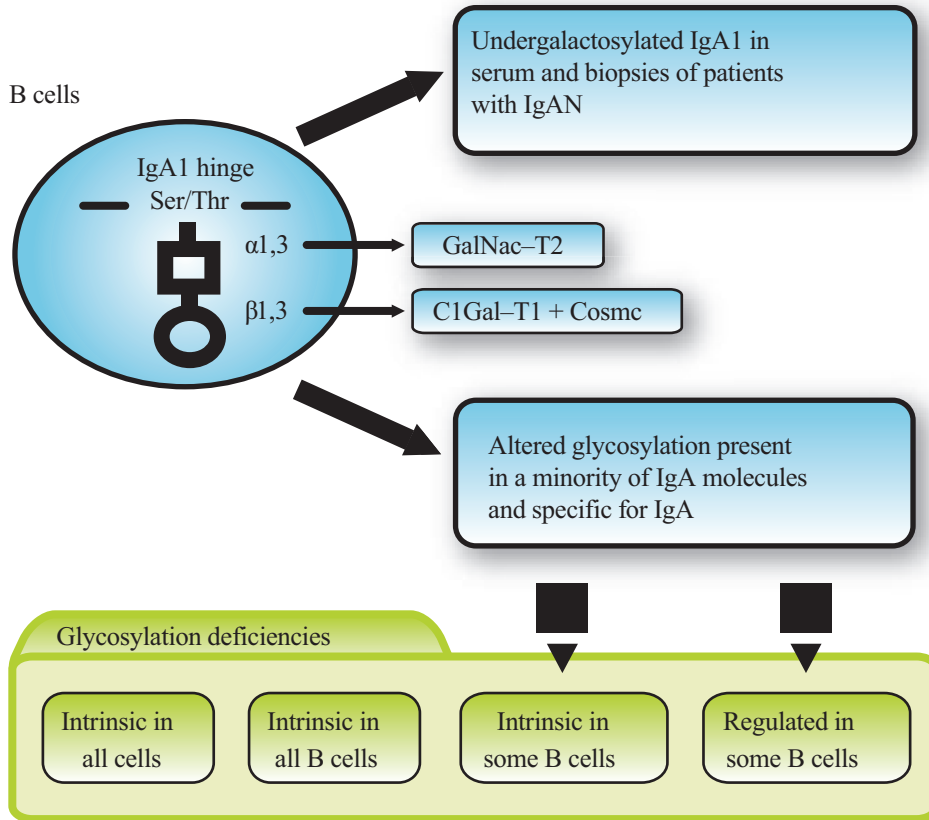 Undergalactosylated IgA1 in
serum and biopsies of patients
with IgAN
B cells
IgA1 hinge
Ser/Thr
α1,3
GalNac–T2
β1,3
C1Gal–T1 + Cosmc
Altered glycosylation present
in a minority of IgA molecules
and specific for IgA
Glycosylation deficiencies
Intrinsic in
all cells
Intrinsic in
all B cells
Intrinsic in
some B cells
Regulated in
some B cells